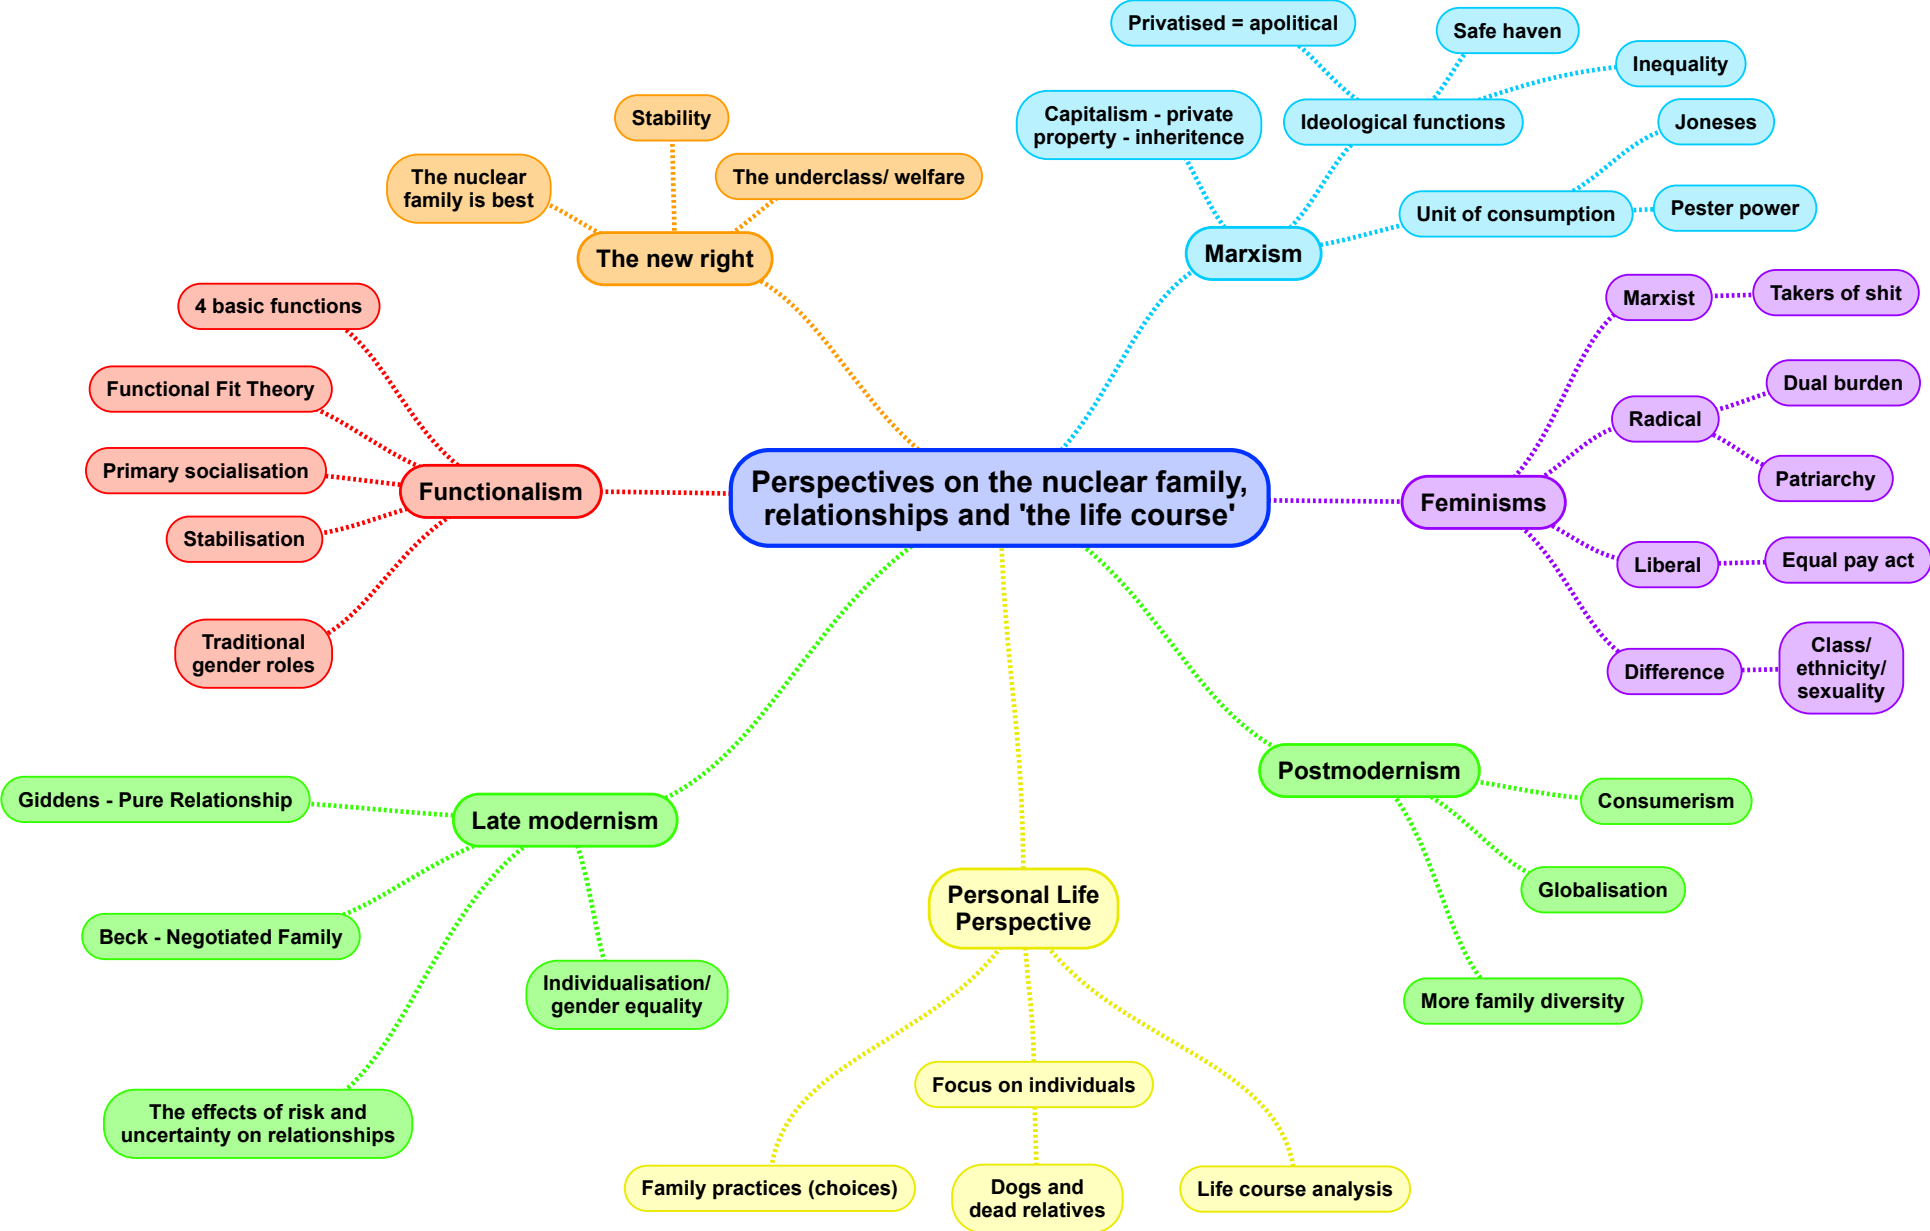 Perspectives on the nuclear family,
relationships and 'the life course'
The new right
Stability
The nuclear
family is best
The underclass/ welfare
Marxism
Capitalism - private
property - inheritence
Ideological functions
Privatised = apolitical
Safe haven
Inequality
Unit of consumption
Joneses
Pester power
Feminisms
Marxist
Takers of shit
Radical
Dual burden
Patriarchy
Liberal
Equal pay act
Difference
Class/
ethnicity/
sexuality
Postmodernism
Consumerism
Globalisation
More family diversity
Personal Life
Perspective
Focus on individuals
Dogs and
dead relatives
Family practices (choices)
Life course analysis
Late modernism
Giddens - Pure Relationship
Beck - Negotiated Family
The effects of risk and
uncertainty on relationships
Individualisation/
gender equality
Functionalism
4 basic functions
Functional Fit Theory
Primary socialisation
Stabilisation
Traditional
gender roles